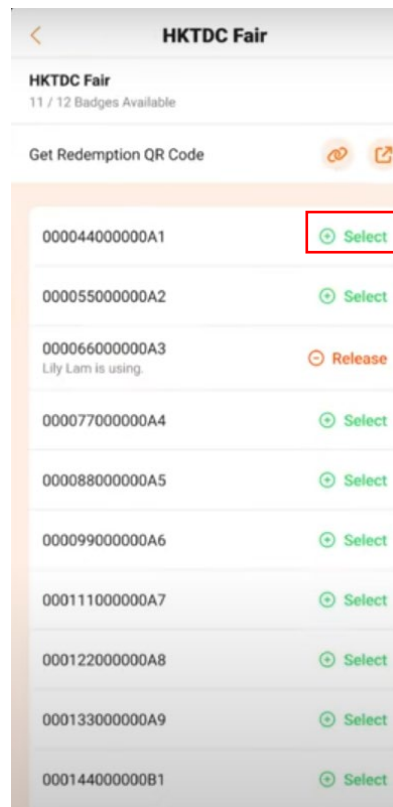 HKTDC Fair
HKTDC Fair
11 / 12 Badges Available
Get Redemption QR Code
000044000000A1 Select
000055000000A2 Select
000066000000A3 Release
Lily Lam is using.
000077000000A4 Select
000088000000A5 Select
000099000000A6 Select
000111000000A7 Select
000122000000A8 Select
000133000000A9 Select
000144000000B1 Select